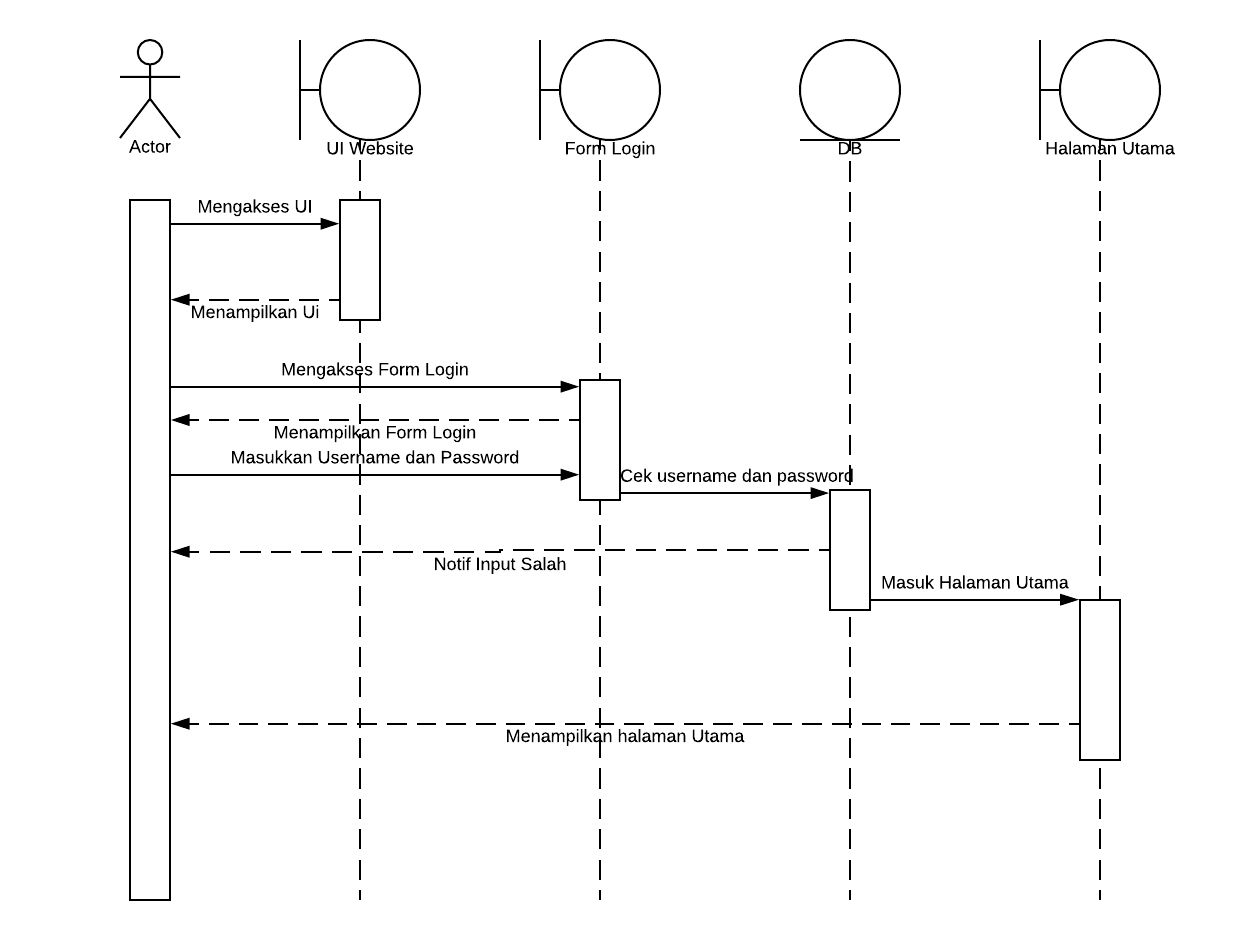 Actor
UI Website
Form Login
DB
Halaman Utama
Mengakses UI
Menampilkan Ui
Mengakses Form Login
Menampilkan Form Login
Masukkan Username dan Password
Cek username dan password
Notif Input Salah
Masuk Halaman Utama
Menampilkan halaman Utama